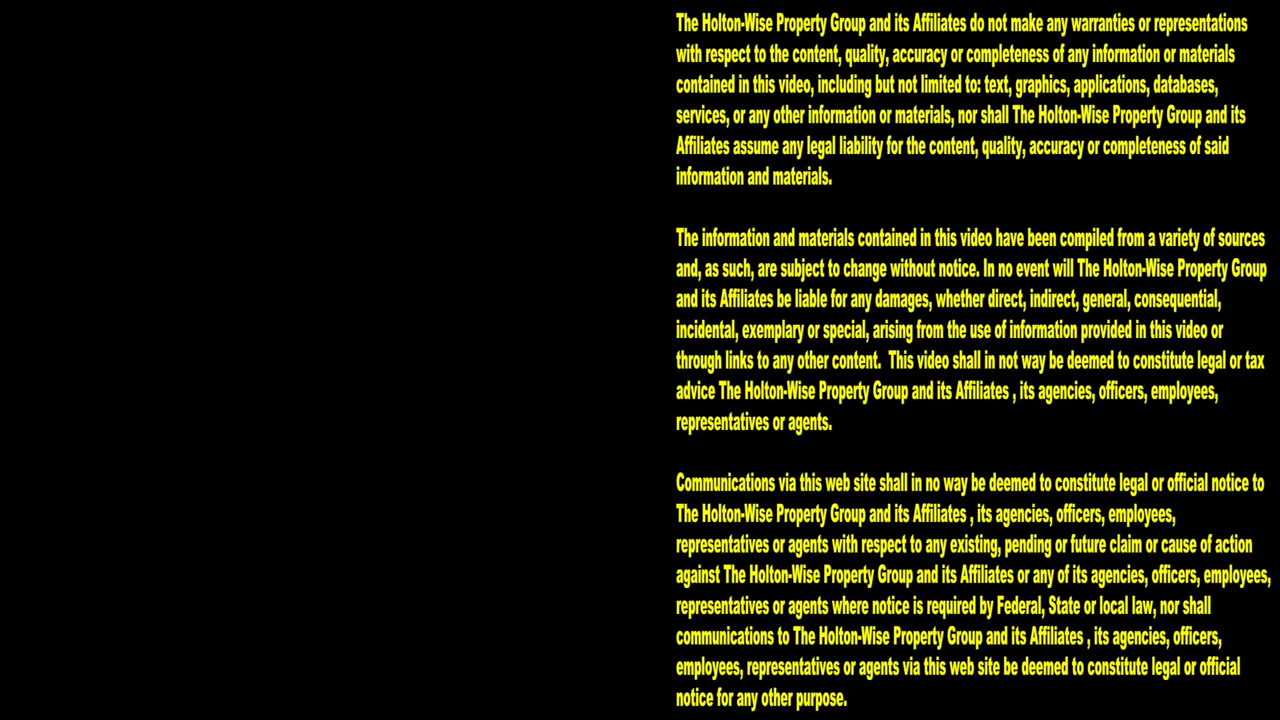 The Holton-Wise Property Group and its Affiliates do not make any warranties or representations
with respect to the content, quality, accuracy or completeness of any information or materials
contained in this video, including but not limited to: text, graphics, applications, databases,
services, or any other information or materials, nor shall The Holton-Wise Property Group and its
Affiliates assume any legal liability for the content, quality, accuracy or completeness of said
information and materials.
The information and materials contained in this video have been compiled from a variety of sources
and, as such, are subject to change without notice. In no event will The Holton-Wise Property Group
and its Affiliates be liable for any damages, whether direct, indirect, general, consequential,
incidental, exemplary or special, arising from the use of information provided in this video or
through links to any other content.  This video shall in not way be deemed to constitute legal or tax
advice The Holton-Wise Property Group and its Affiliates , its agencies, officers, employees,
representatives or agents.
Communications via this web site shall in no way be deemed to constitute legal or official notice to
The Holton-Wise Property Group and its Affiliates , its agencies, officers, employees,
representatives or agents with respect to any existing, pending or future claim or cause of action
against The Holton-Wise Property Group and its Affiliates or any of its agencies, officers, employees,
representatives or agents where notice is required by Federal, State or local law, nor shall
communications to The Holton-Wise Property Group and its Affiliates , its agencies, officers,
employees, representatives or agents via this web site be deemed to constitute legal or official
notice for any other purpose.